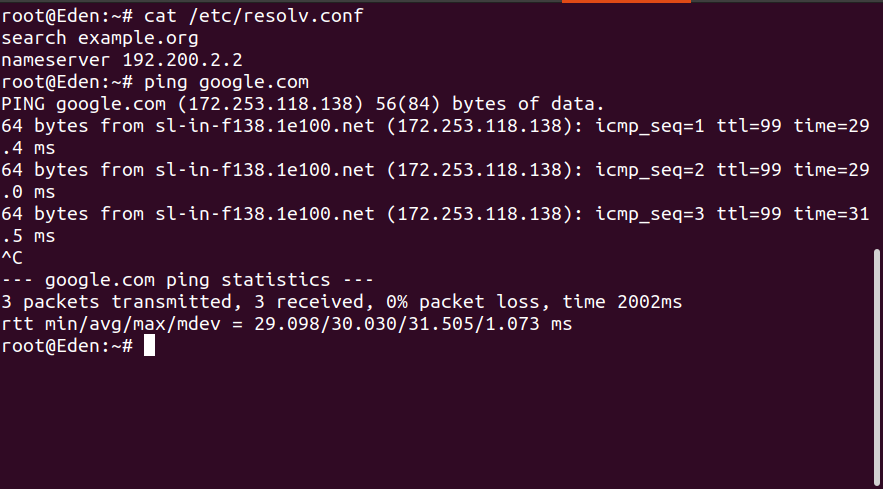 root@Eden:~# cat /etc/resolv.conf
search example.org
nameserver 192.200.2.2
root@Eden:~# ping google.com
PING google.com (172.253.118.138) 56(84) bytes of data.
64 bytes from sl-in-f138.1e100.net (172.253.118.138): icmp_seq=1 ttl=99 time=29
.4 ms
64 bytes from sl-in-f138.1e100.net (172.253.118.138): icmp_seq=2 ttl=99 time=29
.0 ms
64 bytes from sl-in-f138.1e100.net (172.253.118.138): icmp_seq=3 ttl=99 time=31
.5 ms
^C
--- google.com ping statistics ---
3 packets transmitted, 3 received, 0% packet loss, time 2002ms
rtt min/avg/max/mdev = 29.098/30.030/31.505/1.073 ms
root@Eden:~#